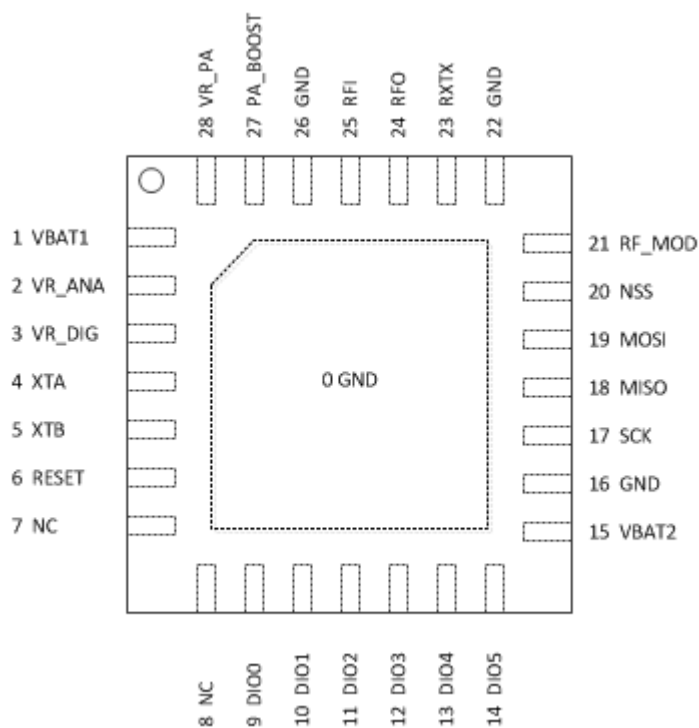 28 VR_PA
27 PA_BOOST
26 GND
25 RFI
24 RFO
23 RXTX
22 GND
1 VBAT1
2 VR_ANA
3 VR_DIG
4 XTA
5 XTB
6 RESET
7 NC
0 GND
21 RF_MOD
20 NSS
19 MOSI
18 MISO
17 SCK
16 GND
15 VBAT2
8 NC
9 DIO0
10 DIO1
11 DIO2
12 DIO3
13 DIO4
14 DIO5